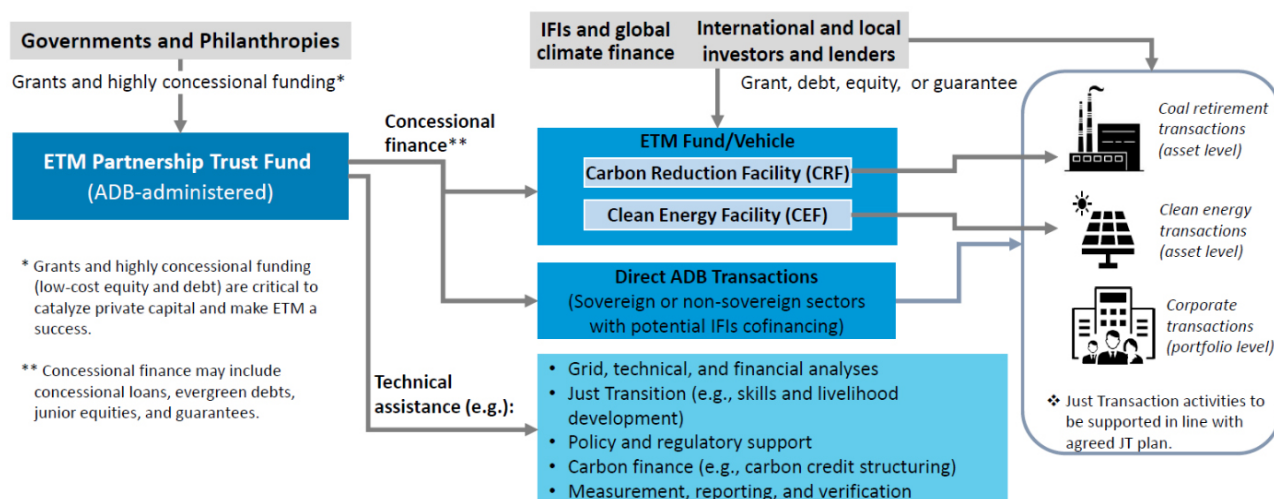 Governments and Philanthropies
Grants and highly concessional funding*
ETM Partnership Trust Fund
(ADB-administered)
* Grants and highly concessional funding
(low-cost equity and debt) are critical to
catalyze private capital and make ETM a
success.
** Concessional finance may include
concessional loans, evergreen debts,
junior equities, and guarantees.
Concessional
finance**
Technical
assistance (e.g.):
IFIs and global
climate finance
International and local
investors and lenders
Grant, debt, equity, or guarantee
ETM Fund/Vehicle
Carbon Reduction Facility (CRF)
Clean Energy Facility (CEF)
Direct ADB Transactions
(Sovereign or non-sovereign sectors
with potential IFIs cofinancing)
• Grid, technical, and financial analyses
• Just Transition (e.g., skills and livelihood
development)
• Policy and regulatory support
• Carbon finance (e.g., carbon credit structuring)
• Measurement, reporting, and verification
Coal retirement
transactions
(asset level)
Clean energy
transactions
(asset level)
Corporate
transactions
(portfolio level)
❖ Just Transaction activities to
be supported in line with
agreed JT plan.